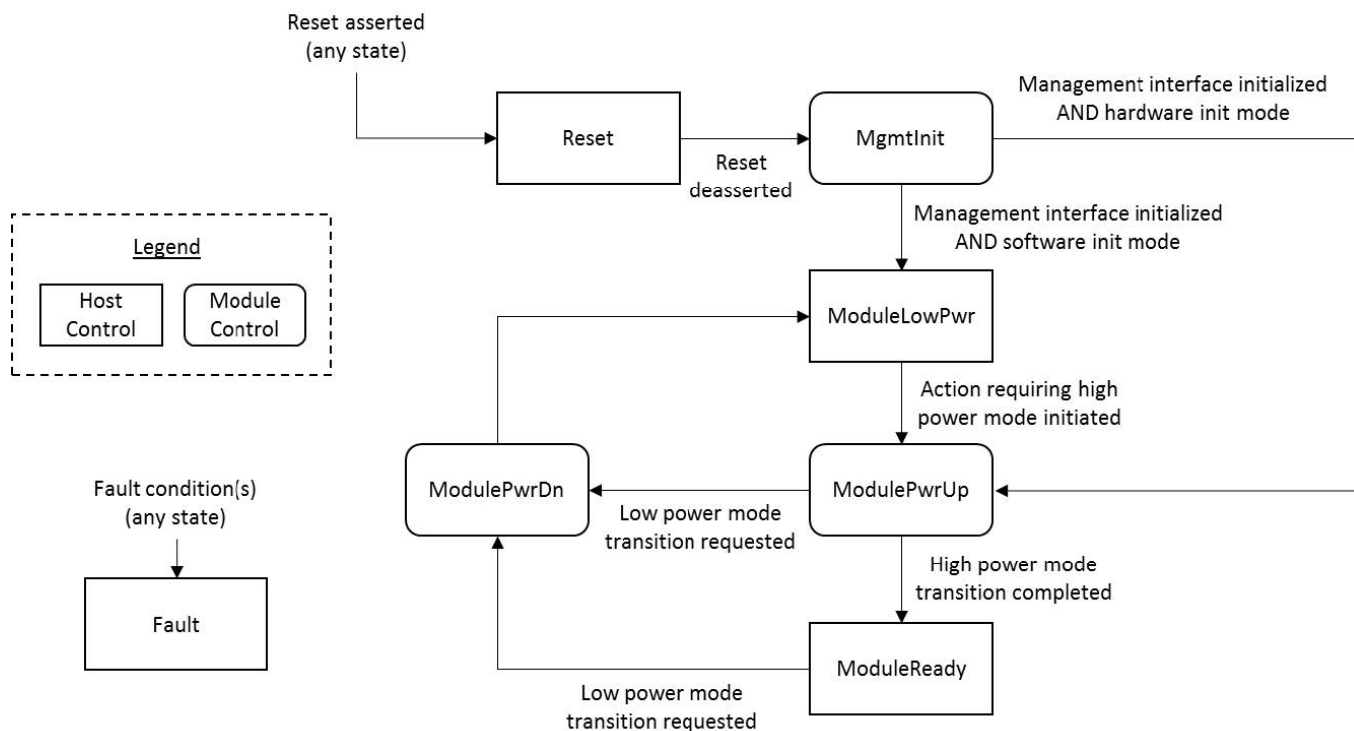 Reset asserted
(any state)
Reset
Reset
deasserted
MgmtInit
Management interface initialized
AND hardware init mode
Management interface initialized
AND software init mode
Legend
Host
Control
Module
Control
ModuleLowPwr
Action requiring high
power mode initiated
ModulePwrDn
Low power mode
transition requested
ModulePwrUp
Fault condition(s)
(any state)
Fault
High power mode
transition completed
ModuleReady
Low power mode
transition requested